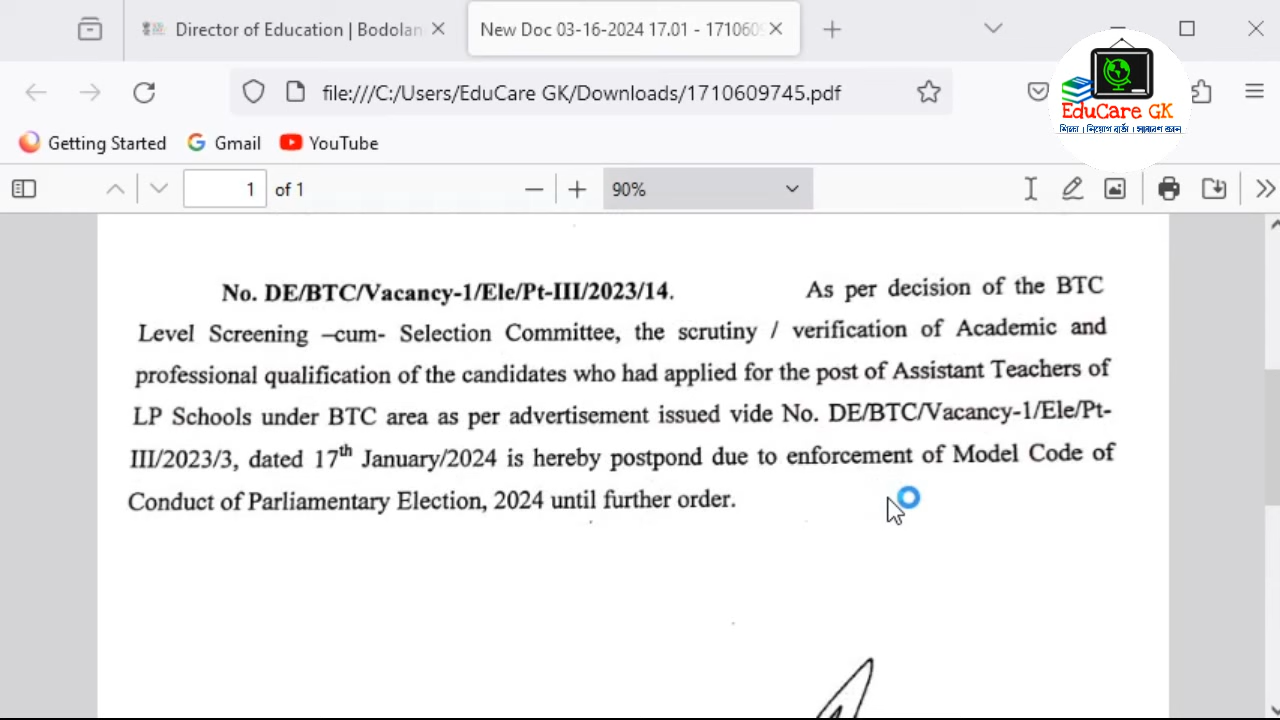 Director of Education | Bodolan
New Doc 03-16-2024 17.01 - 171060
file:///C:/Users/EduCare GK/Downloads/1710609745.pdf
EduCare GK
শিক্ষা । নিয়োগ বাৰ্তা । সাধাৰণ জ্ঞান
Getting Started Gmail YouTube
1 of 1 90%
No. DE/BTC/Vacancy-1/Ele/Pt-III/2023/14. As per decision of the BTC
Level Screening –cum- Selection Committee, the scrutiny / verification of Academic and
professional qualification of the candidates who had applied for the post of Assistant Teachers of
LP Schools under BTC area as per advertisement issued vide No. DE/BTC/Vacancy-1/Ele/Pt-
III/2023/3, dated 17th January/2024 is hereby postpond due to enforcement of Model Code of
Conduct of Parliamentary Election, 2024 until further order.